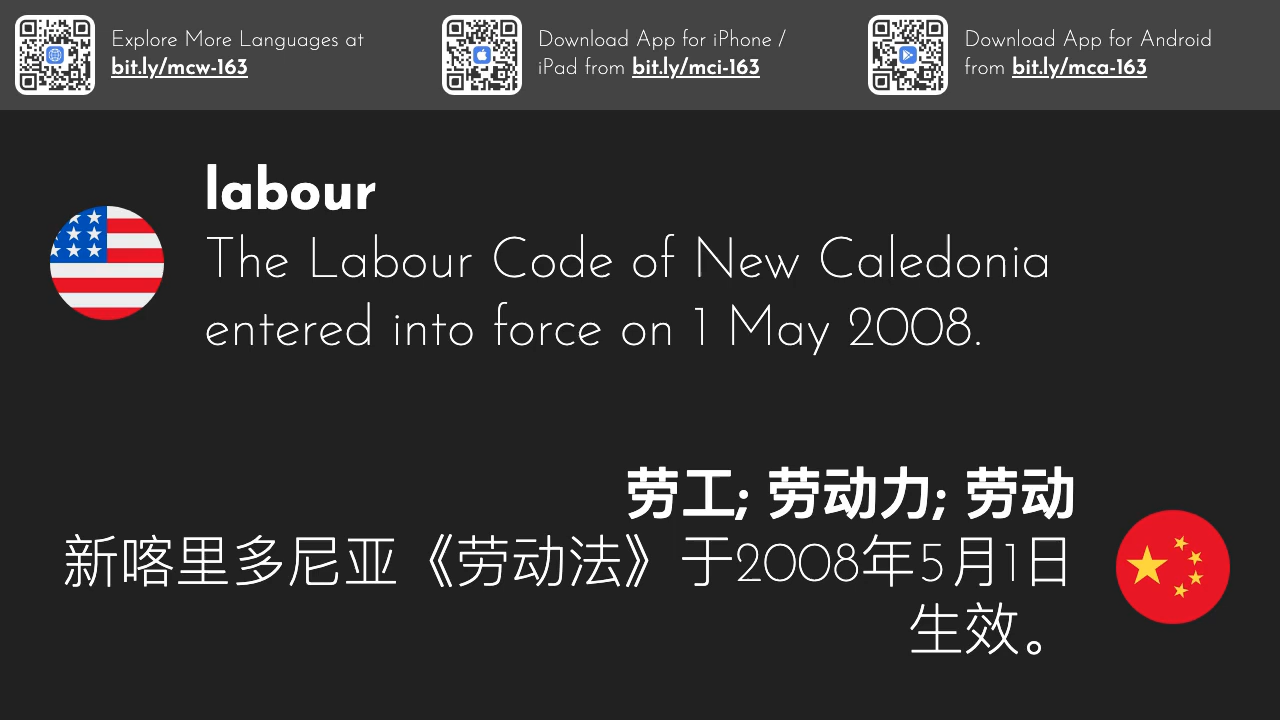 Explore More Languages at
bit.ly/mcw-163
Download App for iPhone /
iPad from bit.ly/mci-163
Download App for Android
from bit.ly/mca-163
labour
The Labour Code of New Caledonia
entered into force on 1 May 2008.
劳工; 劳动力; 劳动
新喀里多尼亚《劳动法》于2008年5月1日
生效。